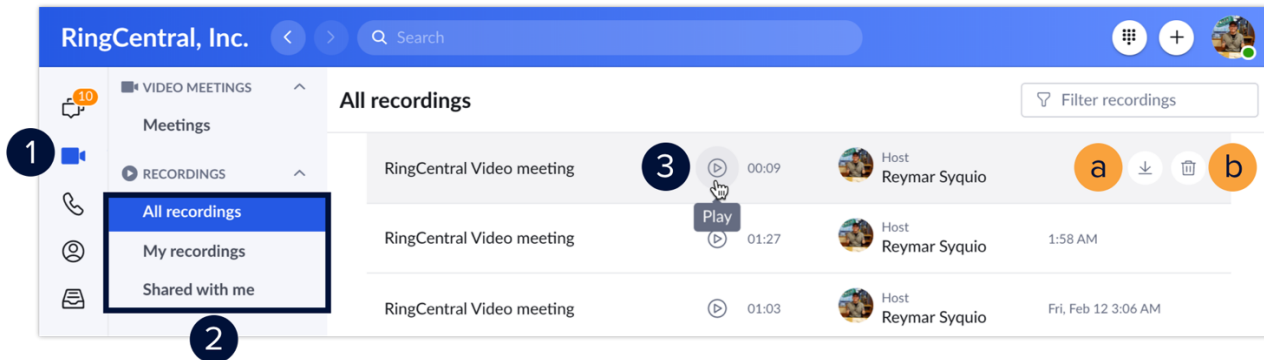 RingCentral, Inc.
Search
10
VIDEO MEETINGS
Meetings
RECORDINGS
All recordings
My recordings
Shared with me
1
2
All recordings
Filter recordings
RingCentral Video meeting
3
00:09
Host
Reymar Syquio
a
b
Play
RingCentral Video meeting
01:27
Host
Reymar Syquio
1:58 AM
RingCentral Video meeting
01:03
Host
Reymar Syquio
Fri, Feb 12 3:06 AM